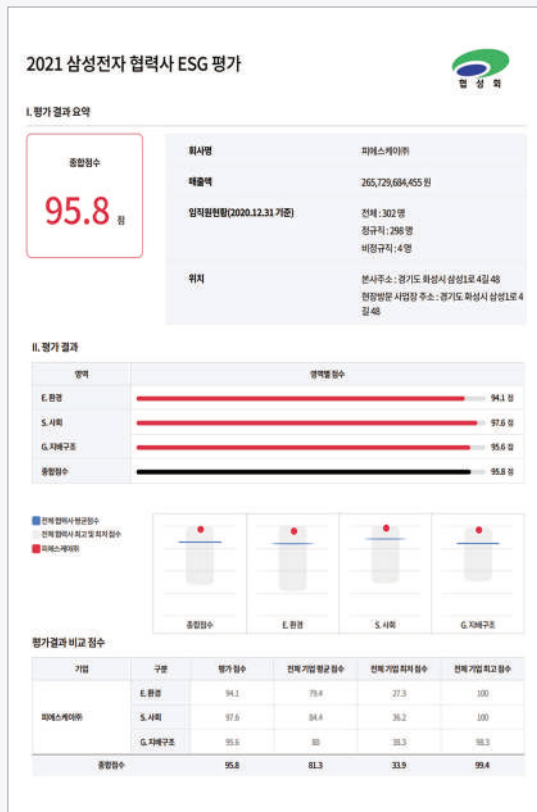 2021 삼성전자 협력사 ESG 평가
협 성 회
I. 평가 결과 요약
종합점수
95.8 점
회사명 피에스케이㈜
매출액 265,729,684,455 원
임직원현황(2020.12.31 기준) 전체 : 302 명
정규직 : 298 명
비정규직 : 4 명
위치 본사주소 : 경기도 화성시 삼성1로 4길 48
현장방문 사업장 주소 : 경기도 화성시 삼성1로 4
길 48
II. 평가 결과
영역 영역별 점수
E. 환경 94.1 점
S. 사회 97.6 점
G. 지배구조 95.6 점
종합점수 95.8 점
전체 협력사 평균점수
전체 협력사 최고 및 최저 점수
피에스케이㈜
종합점수 E. 환경 S. 사회 G. 지배구조
평가결과 비교 점수
기업 구분 평가 점수 전체 기업 평균 점수 전체 기업 최저 점수 전체 기업 최고 점수
E. 환경 94.1 79.4 27.3 100
피에스케이㈜ S. 사회 97.6 84.4 36.2 100
G. 지배구조 95.6 80 38.3 98.3
종합점수 95.8 81.3 33.9 99.4